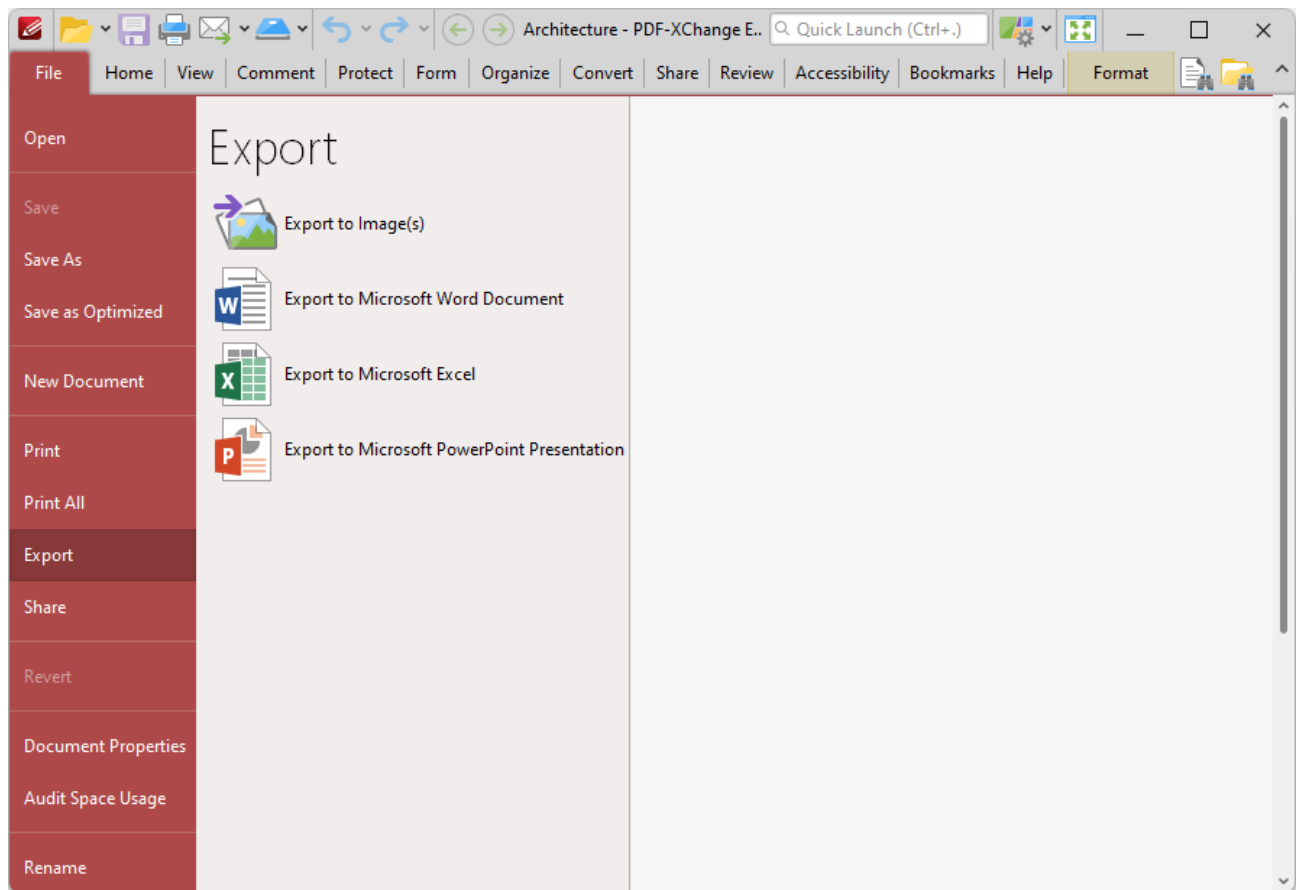 Architecture - PDF-XChange E.. Quick Launch (Ctrl+.)
File Home View Comment Protect Form Organize Convert Share Review Accessibility Bookmarks Help Format
Open
Save
Save As
Save as Optimized
New Document
Print
Print All
Export
Share
Revert
Document Properties
Audit Space Usage
Rename
Export
Export to Image(s)
W Export to Microsoft Word Document
X Export to Microsoft Excel
P Export to Microsoft PowerPoint Presentation